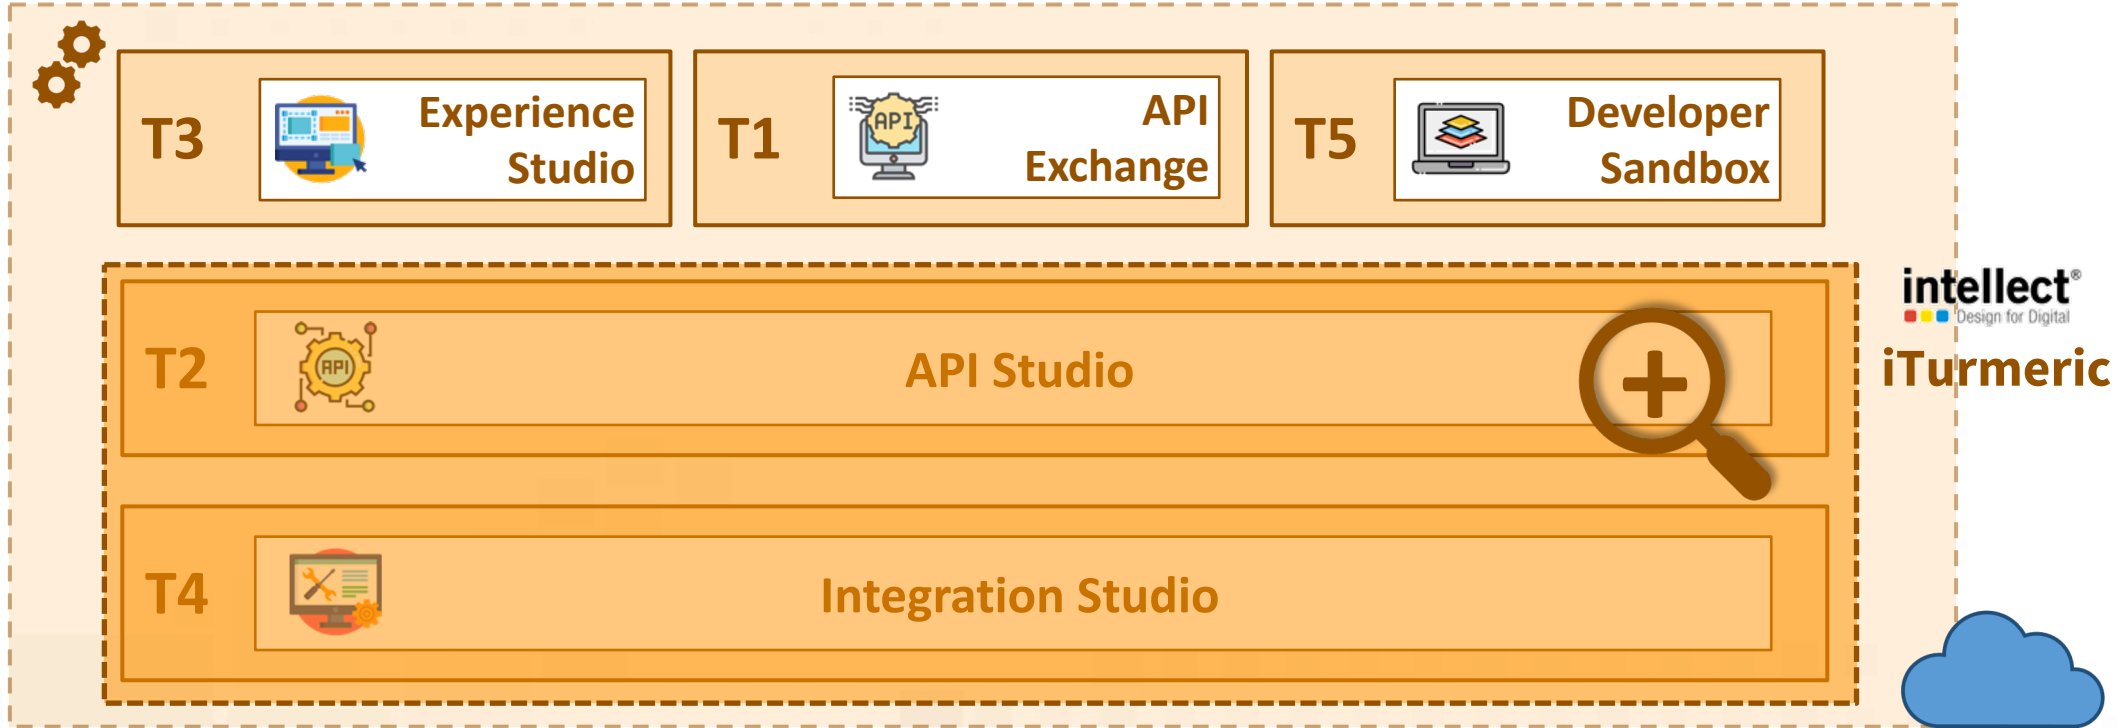 T3
Experience
Studio
T1
API
API
Exchange
T5
Developer
Sandbox
intellect®
Design for Digital
iTurmeric
T2
API
API Studio
T4
Integration Studio